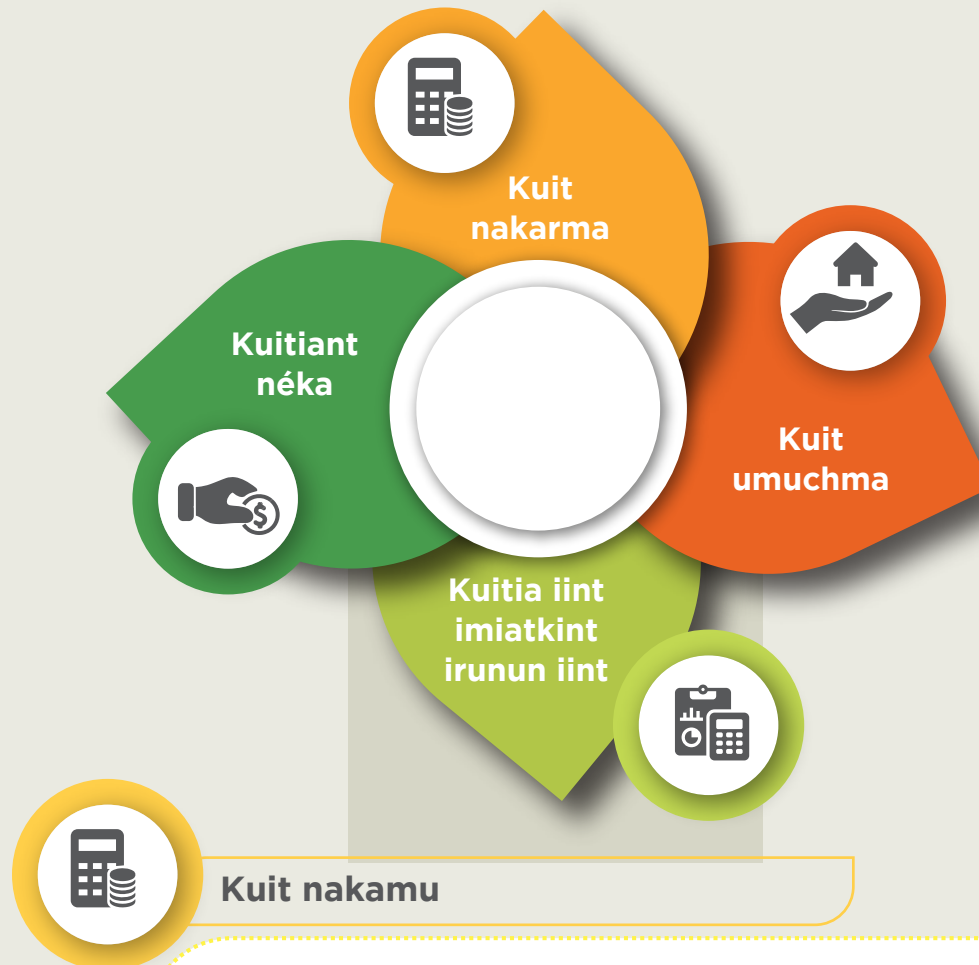 Kuit
nakarma
Kuitiant
néka
Kuit
umuchma
Kuitia iint
imiatkint
irunun iint
$
Kuit nakamu